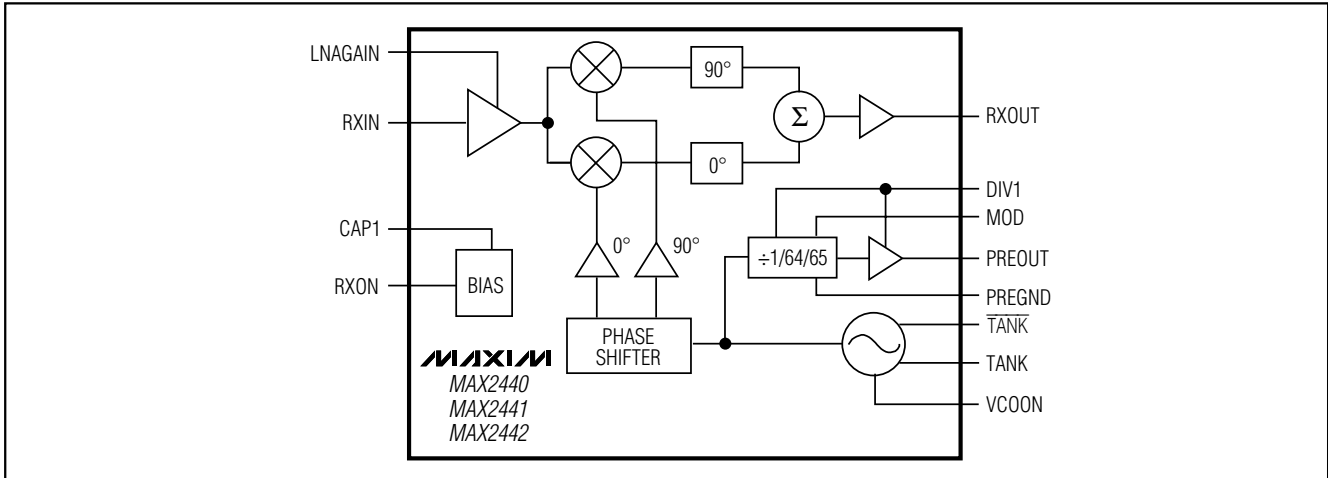 LNAGAIN
RXIN
CAP1
RXON
BIAS
90°
0°
Σ
RXOUT
DIV1
MOD
÷1/64/65
PREOUT
PREGND
TANK
TANK
VCOON
0°
90°
PHASE
SHIFTER
MAXIM
MAX2440
MAX2441
MAX2442